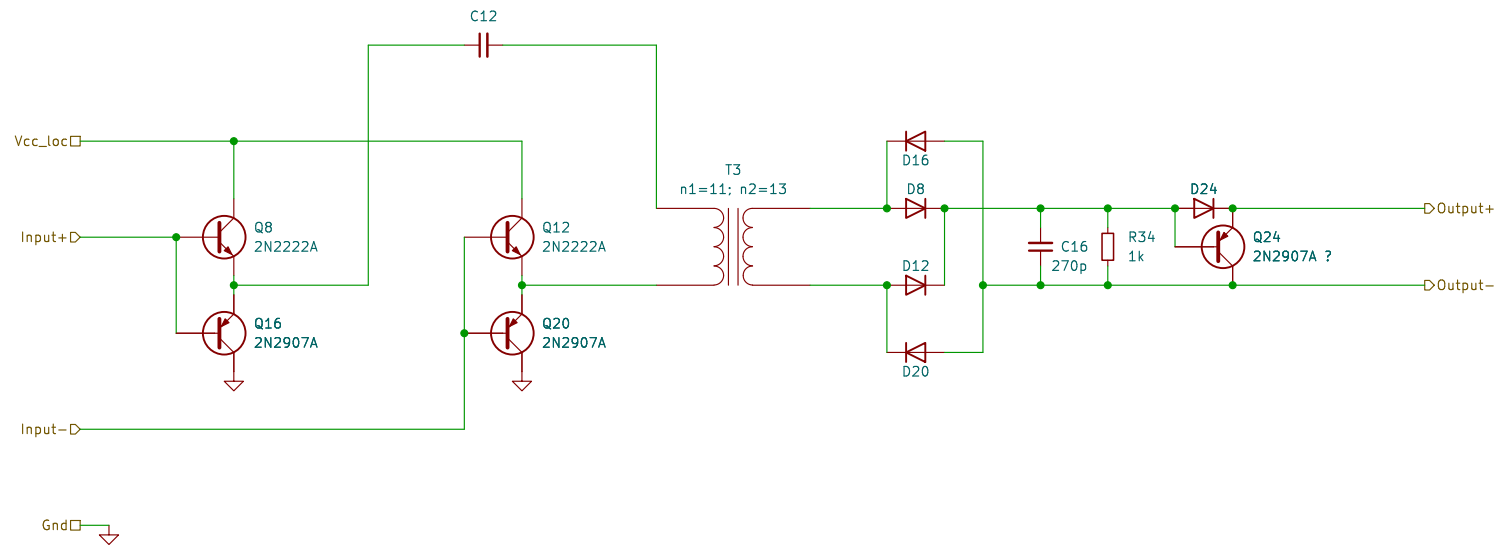 C12
Vcc_loc
D16
T3
n1=11; n2=13
D8
D24
Output+
Q8
2N2222A
Q12
2N2222A
Input+
C16
270p
R34
1k
Q24
2N2907A ?
D12
Output-
Q16
2N2907A
Q20
2N2907A
D20
Input-
Gnd